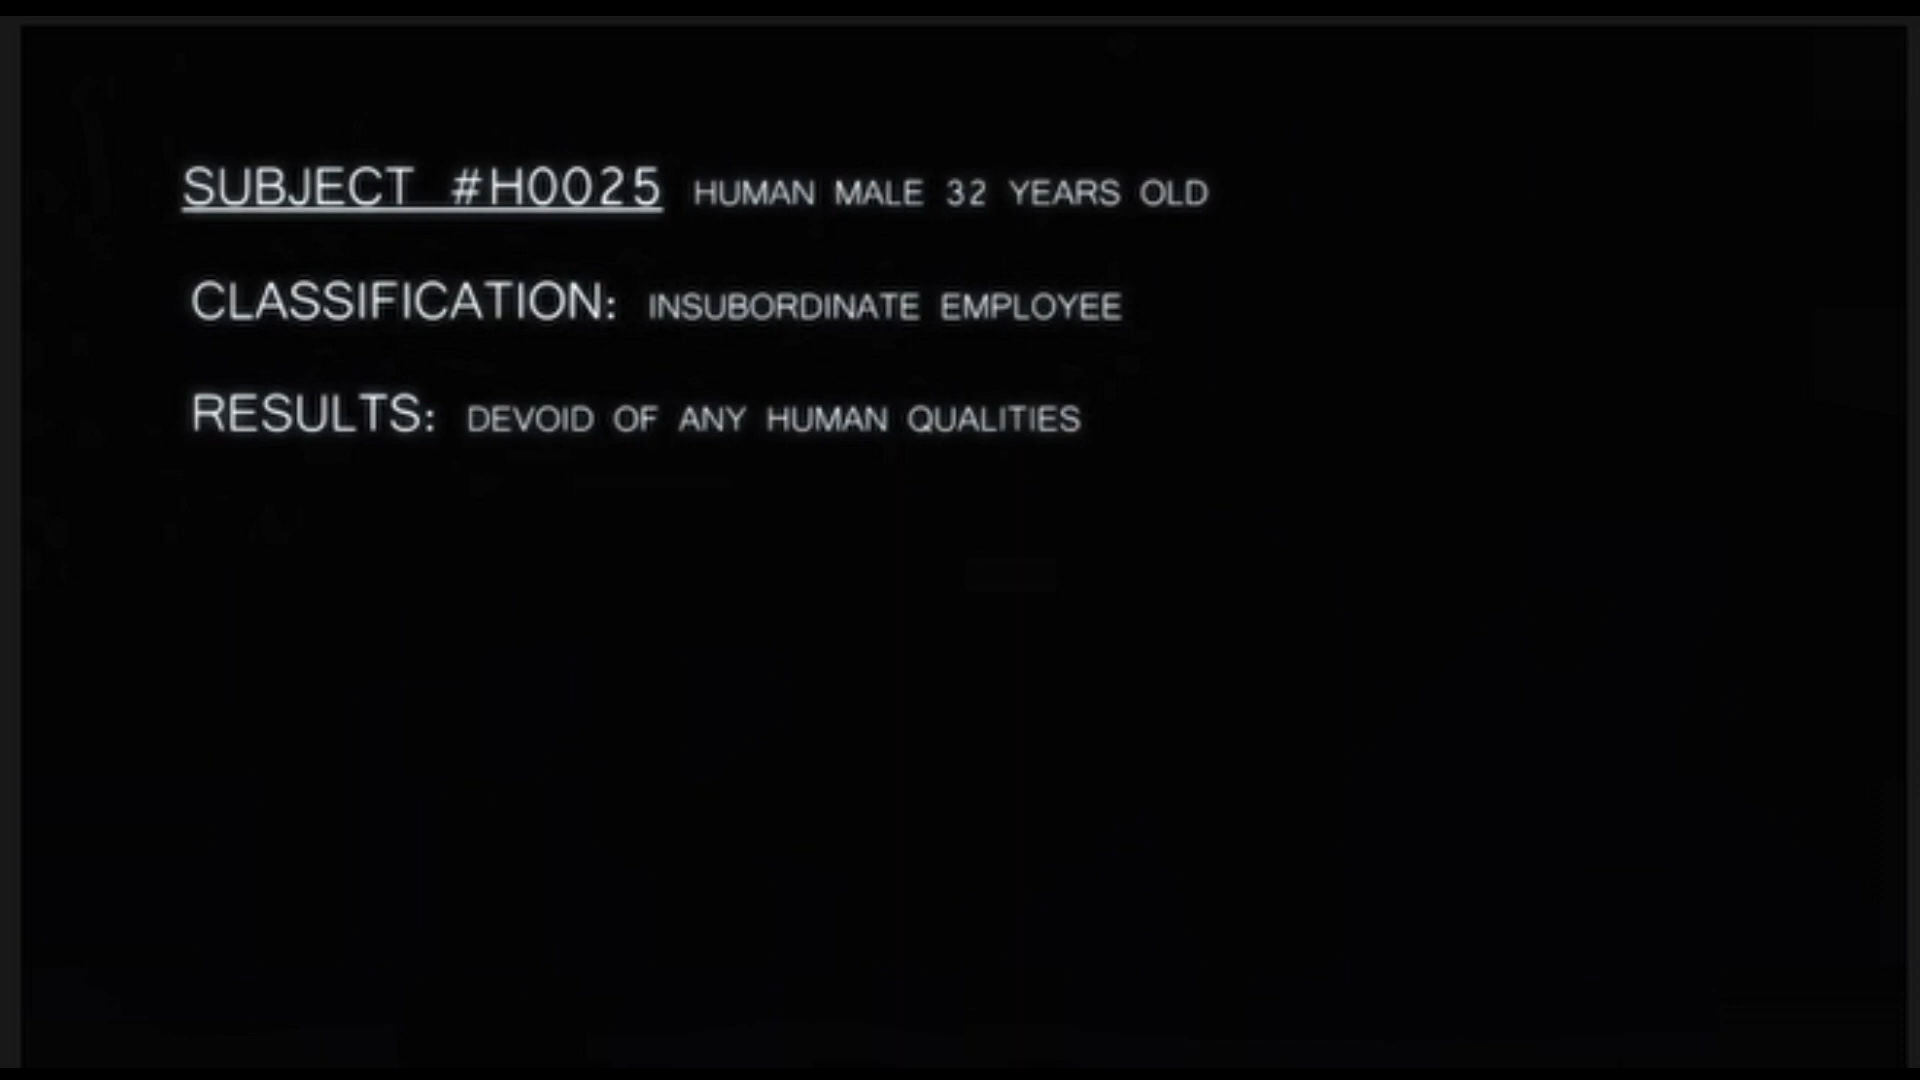 SUBJECT #H0025 HUMAN MALE 32 YEARS OLD
CLASSIFICATION: INSUBORDINATE EMPLOYEE
RESULTS: DEVOID OF ANY HUMAN QUALITIES